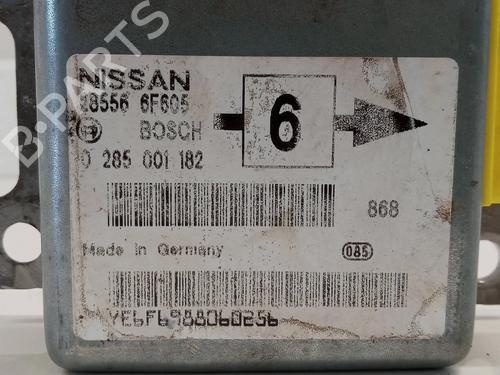 NISSAN
28556 6F605
BOSCH
0 285 001 182
6
868
Made in Germany
085
YE6F6988060256
B-PARTS